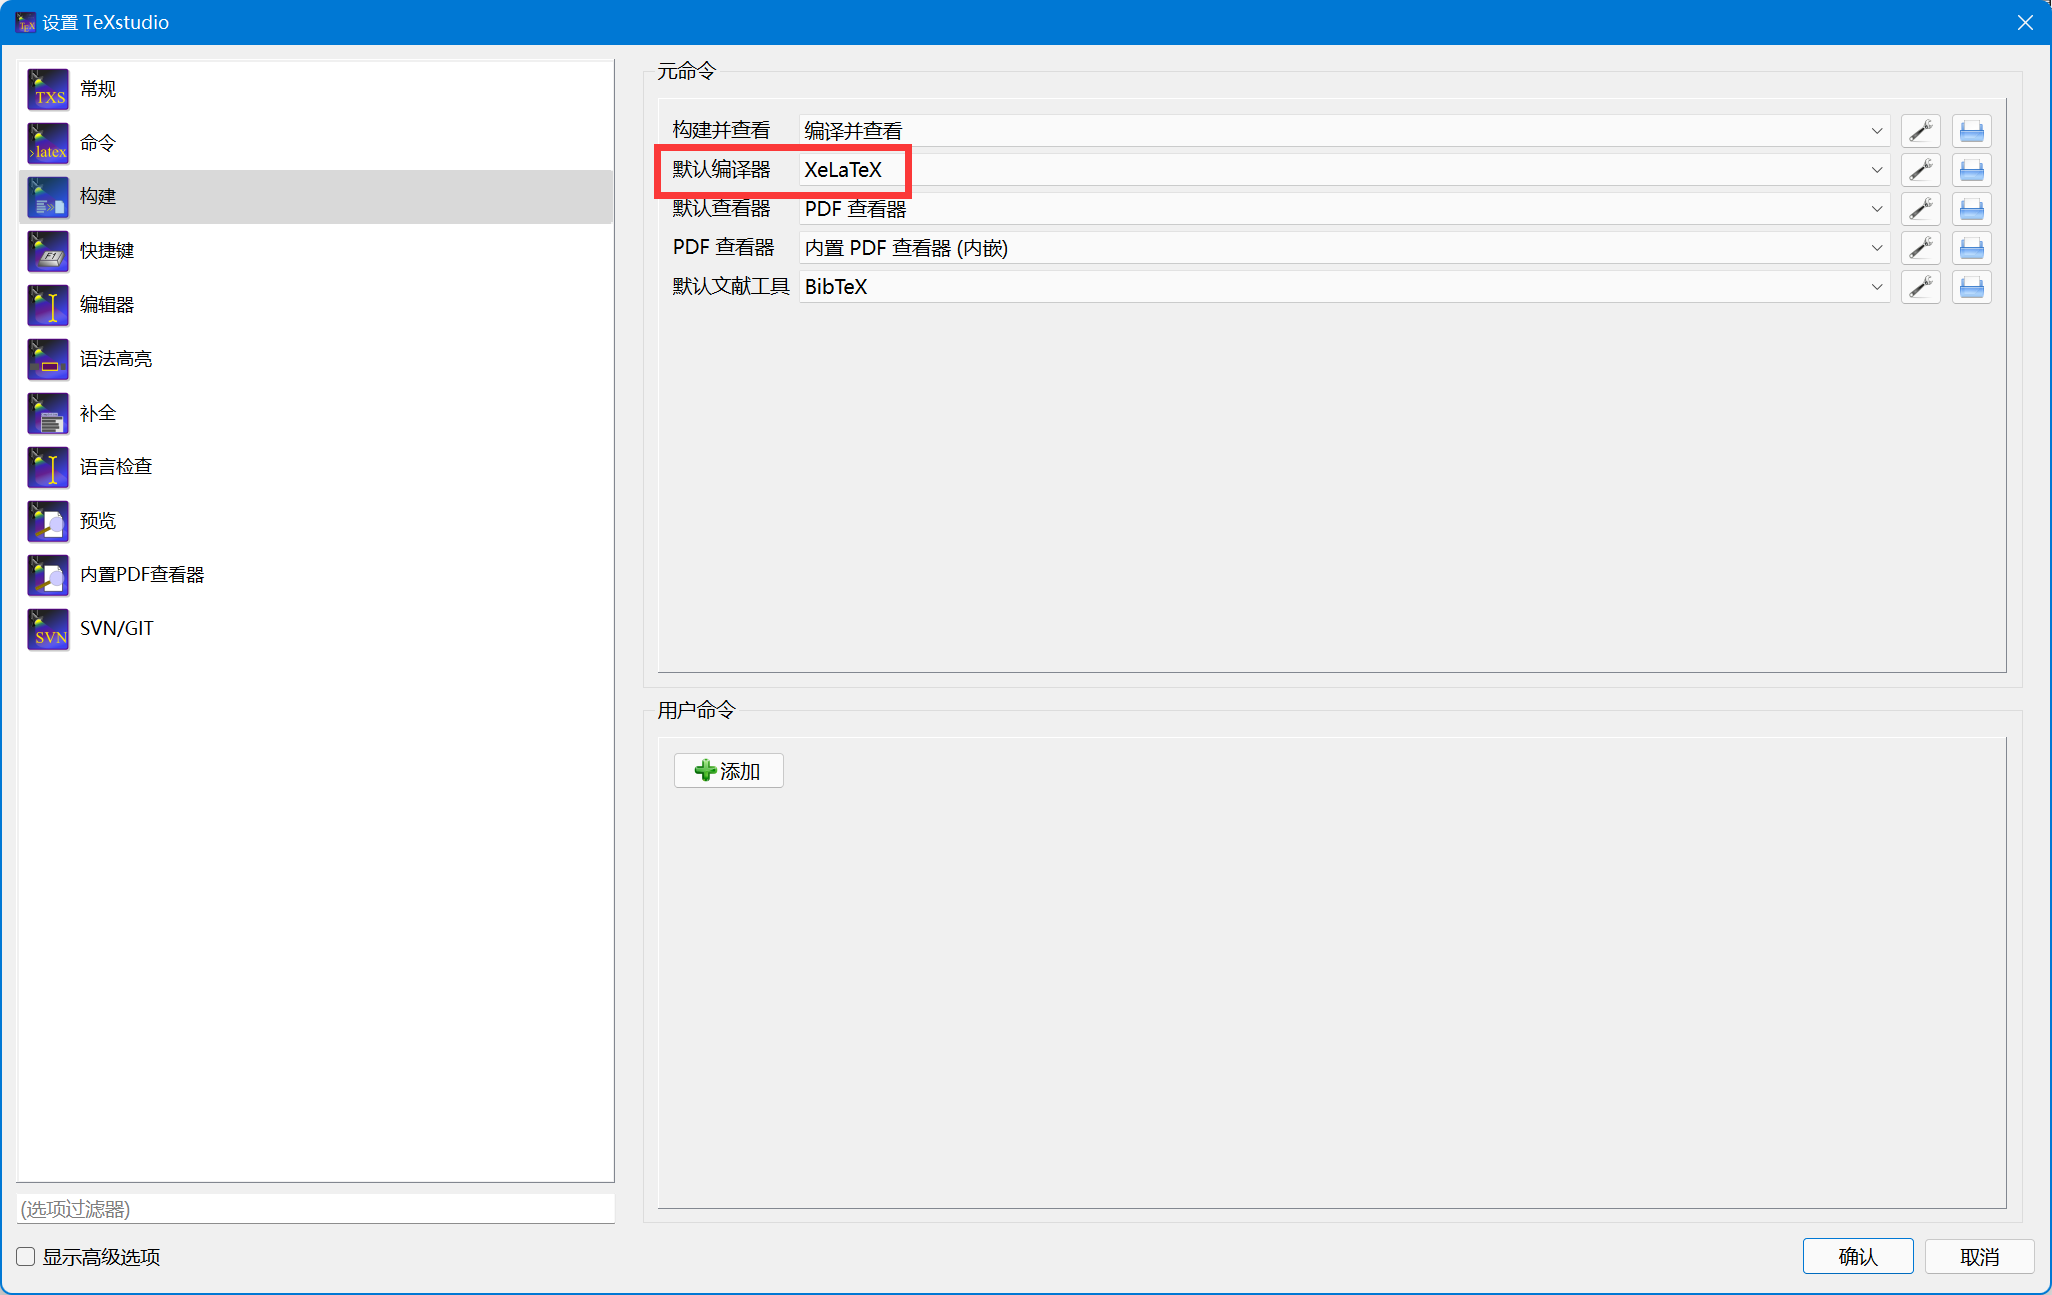 设置 TeXstudio
TXS 常规
>latex 命令
构建
F1 快捷键
编辑器
语法高亮
补全
语言检查
预览
内置PDF查看器
SVN SVN/GIT
(选项过滤器)
显示高级选项
元命令
构建并查看 编译并查看
默认编译器 XeLaTeX
默认查看器 PDF 查看器
PDF 查看器 内置 PDF 查看器 (内嵌)
默认文献工具 BibTeX
用户命令
添加
确认 取消